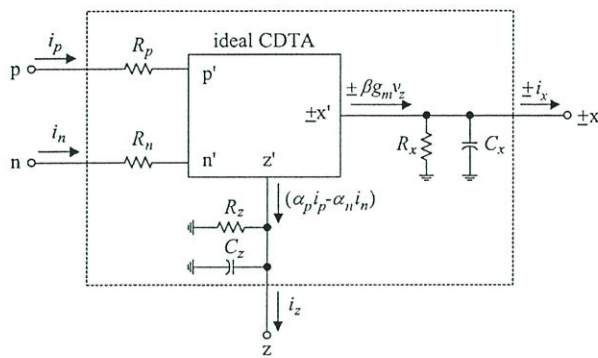 ideal CDTA
i_p
R_p
p
p'
± βg_m v_z
±i_x
±x'
±x
i_n
R_n
R_x
C_x
n
n'
z'
(α_p i_p-α_n i_n)
R_z
C_z
i_z
z